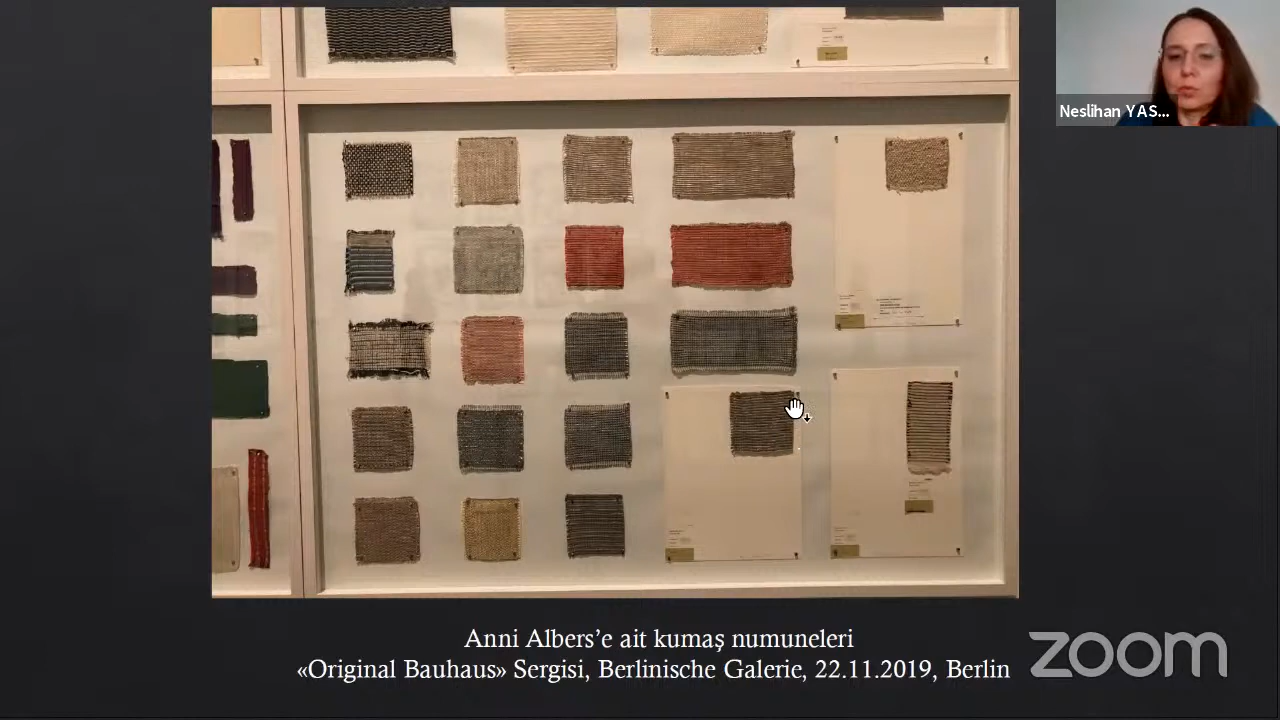 Neslihan YAS...
Anni Albers’e ait kumaş numuneleri
«Original Bauhaus» Sergisi, Berlinische Galerie, 22.11.2019, Berlin
zoom